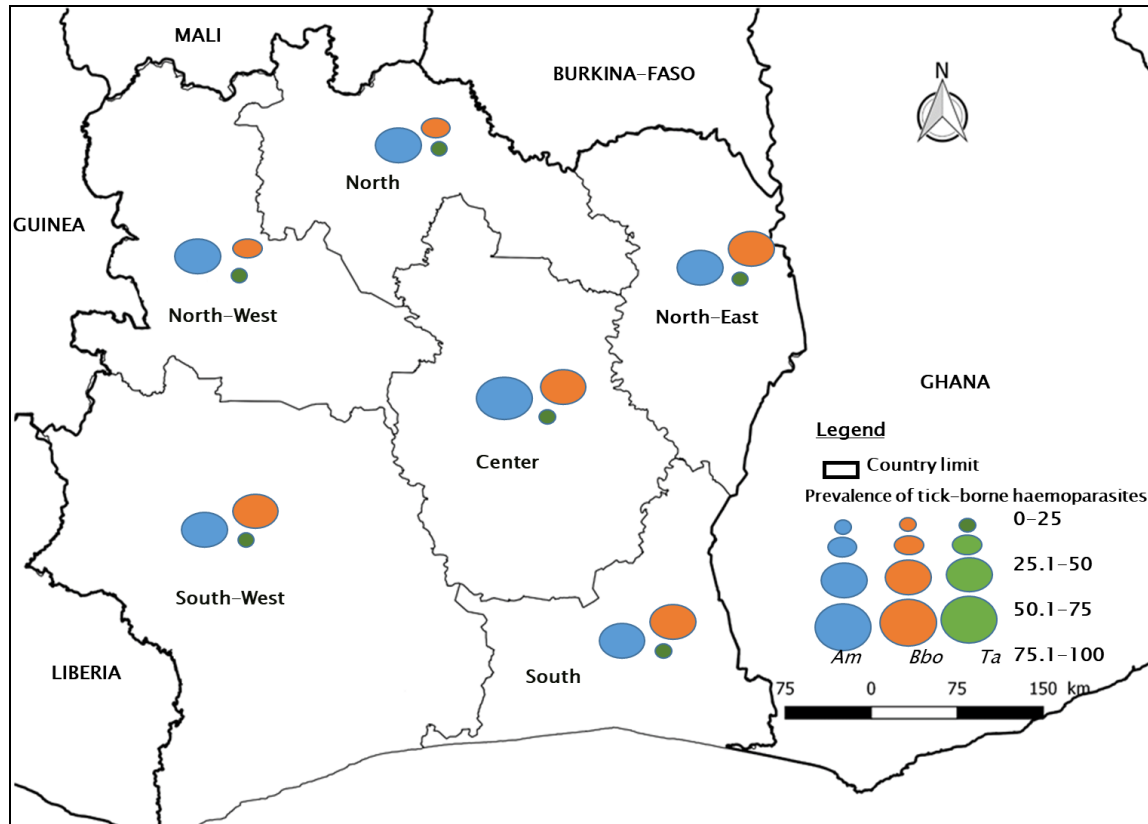 MALI
BURKINA-FASO
N
North
GUINEA
North-West
North-East
GHANA
Legend
Country limit
Center
Prevalence of tick-borne haemoparasites
0-25
25.1-50
50.1-75
75.1-100
Am Bbo Ta
South-West
South
LIBERIA
75 0 75 150 km